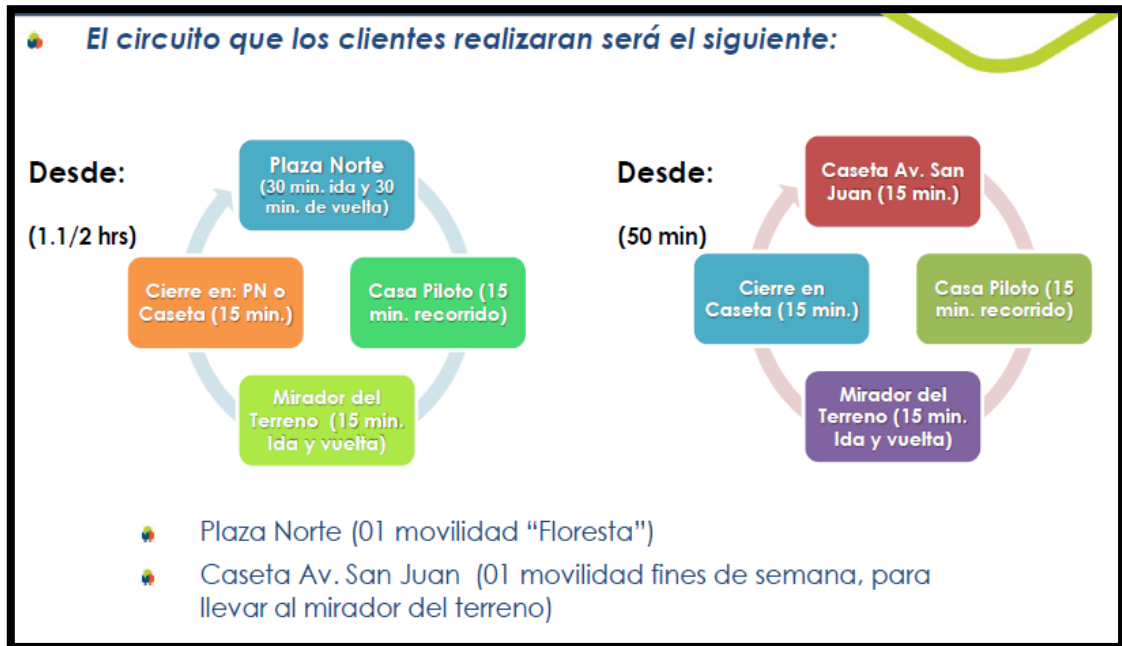 El circuito que los clientes realizaran será el siguiente:
Desde:
(1.1/2 hrs)
Plaza Norte
(30 min. ida y 30
min. de vuelta)
Casa Piloto (15
min. recorrido)
Mirador del
Terreno (15 min.
Ida y vuelta)
Cierre en: PN o
Caseta (15 min.)
Desde:
(50 min)
Caseta Av. San
Juan (15 min.)
Casa Piloto (15
min. recorrido)
Mirador del
Terreno (15 min.
Ida y vuelta)
Cierre en
Caseta (15 min.)
Plaza Norte (01 movilidad “Floresta”)
Caseta Av. San Juan (01 movilidad fines de semana, para
llevar al mirador del terreno)